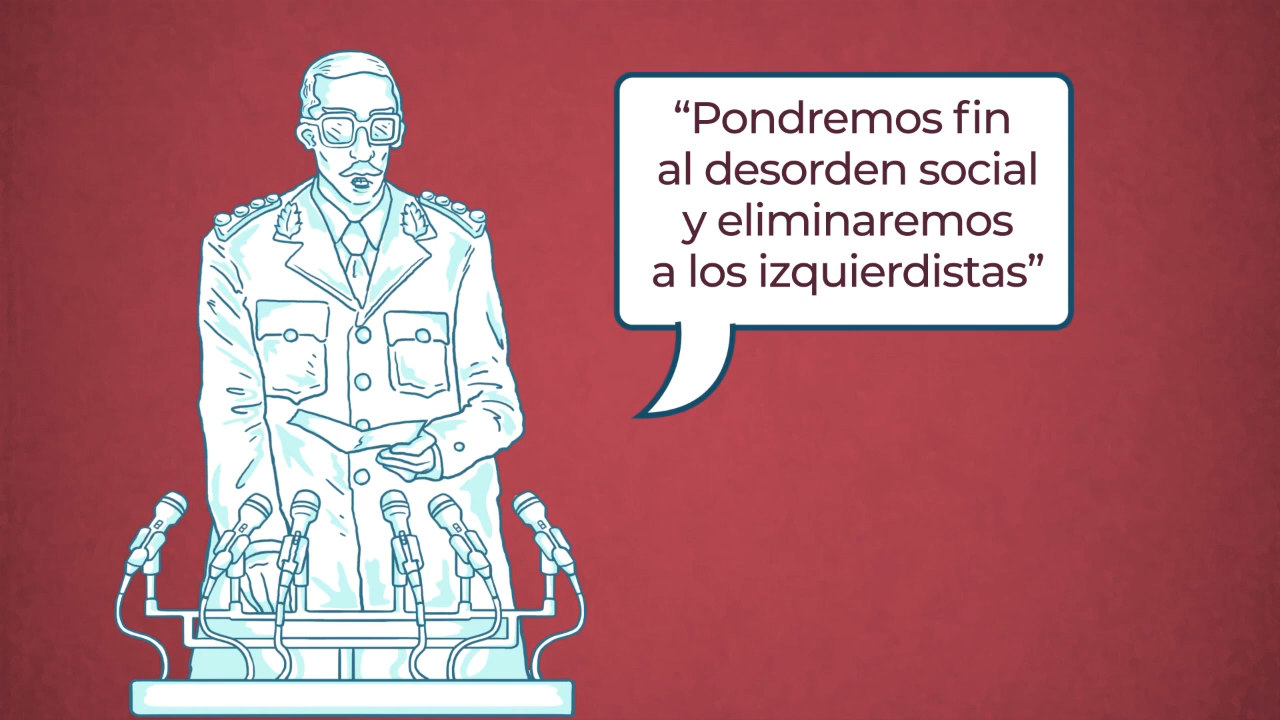 “Pondremos fin
al desorden social
y eliminaremos
a los izquierdistas”